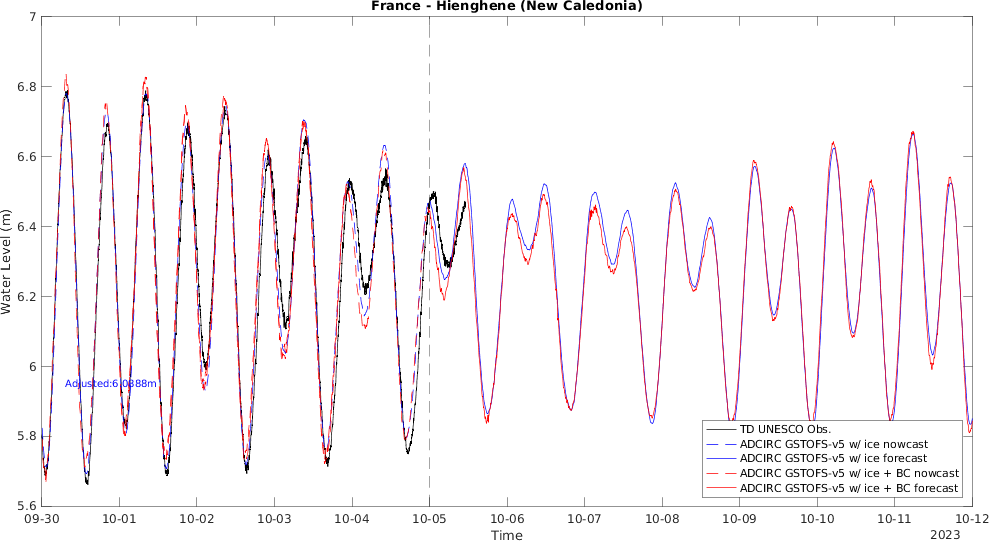 France - Hienghene (New Caledonia)
Water Level (m)
7
6.8
6.6
6.4
6.2
6
5.8
5.6
Adjusted:6.0388m
TD UNESCO Obs.
ADCIRC GSTOFS-v5 w/ ice nowcast
ADCIRC GSTOFS-v5 w/ ice forecast
ADCIRC GSTOFS-v5 w/ ice + BC nowcast
ADCIRC GSTOFS-v5 w/ ice + BC forecast
09-30 10-01 10-02 10-03 10-04 10-05 10-06 10-07 10-08 10-09 10-10 10-11 10-12
Time
2023